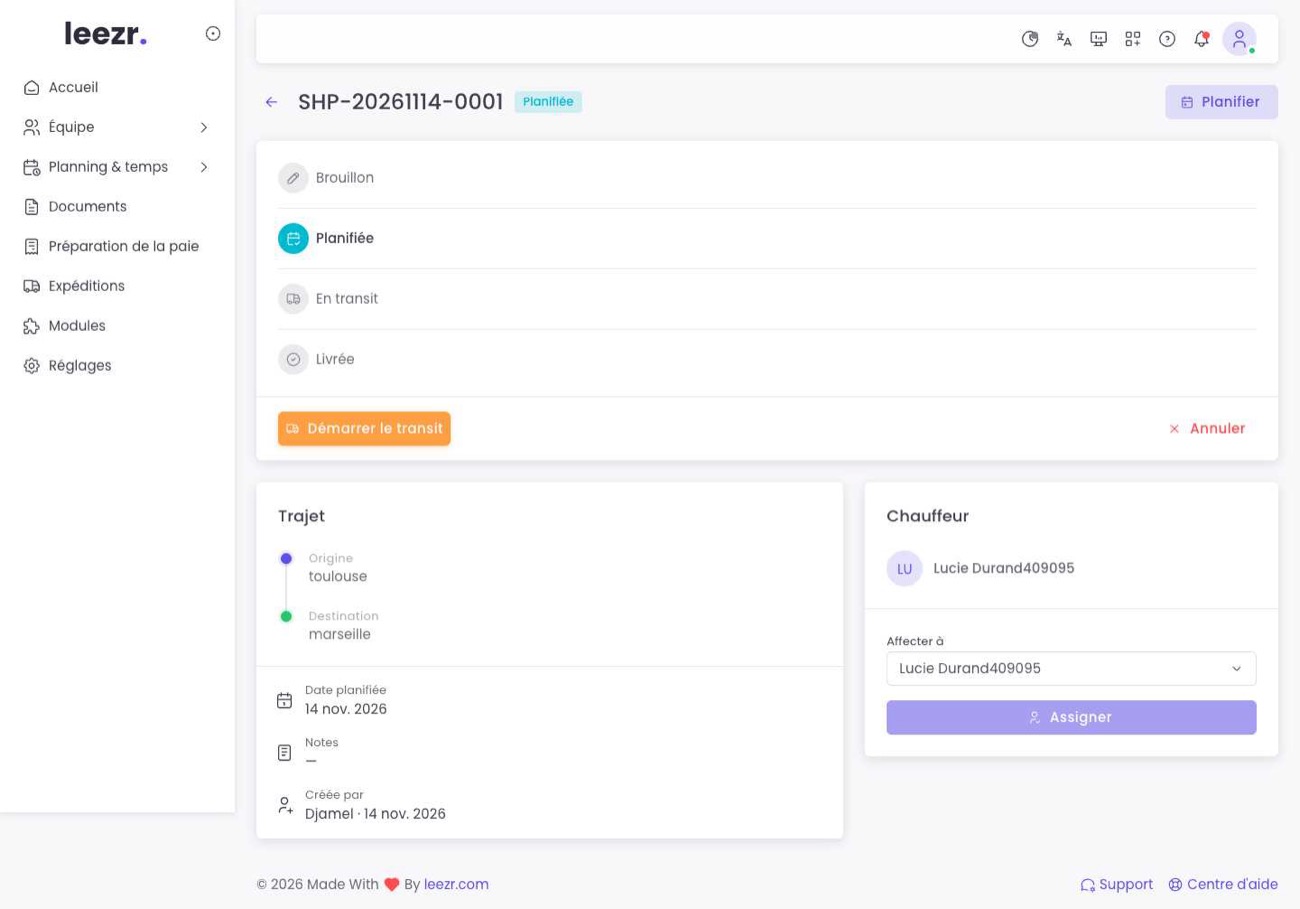 leezr.
Accueil
Équipe
Planning & temps
Documents
Préparation de la paie
Expéditions
Modules
Réglages
SHP-20261114-0001
Planifiée
Planifier
Brouillon
Planifiée
En transit
Livrée
Démarrer le transit
Annuler
Trajet
Origine
toulouse
Destination
marseille
Date planifiée
14 nov. 2026
Notes
—
Créée par
Djamel · 14 nov. 2026
Chauffeur
LU Lucie Durand409095
Affecter à
Lucie Durand409095
Assigner
© 2026 Made With ❤ By leezr.com
Support Centre d'aide